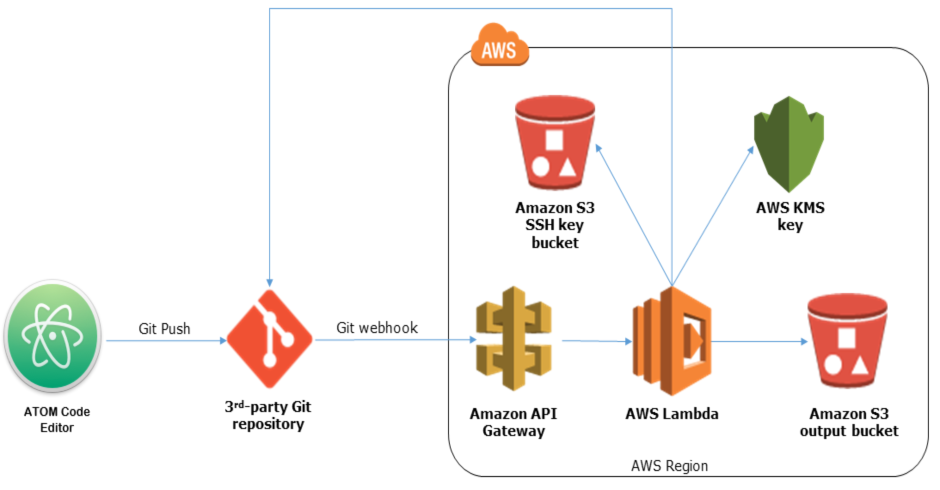 AWS
Amazon S3
SSH key
bucket
AWS KMS
key
Git Push
Git webhook
ATOM Code
Editor
3rd-party Git
repository
Amazon API
Gateway
AWS Lambda
Amazon S3
output bucket
AWS Region